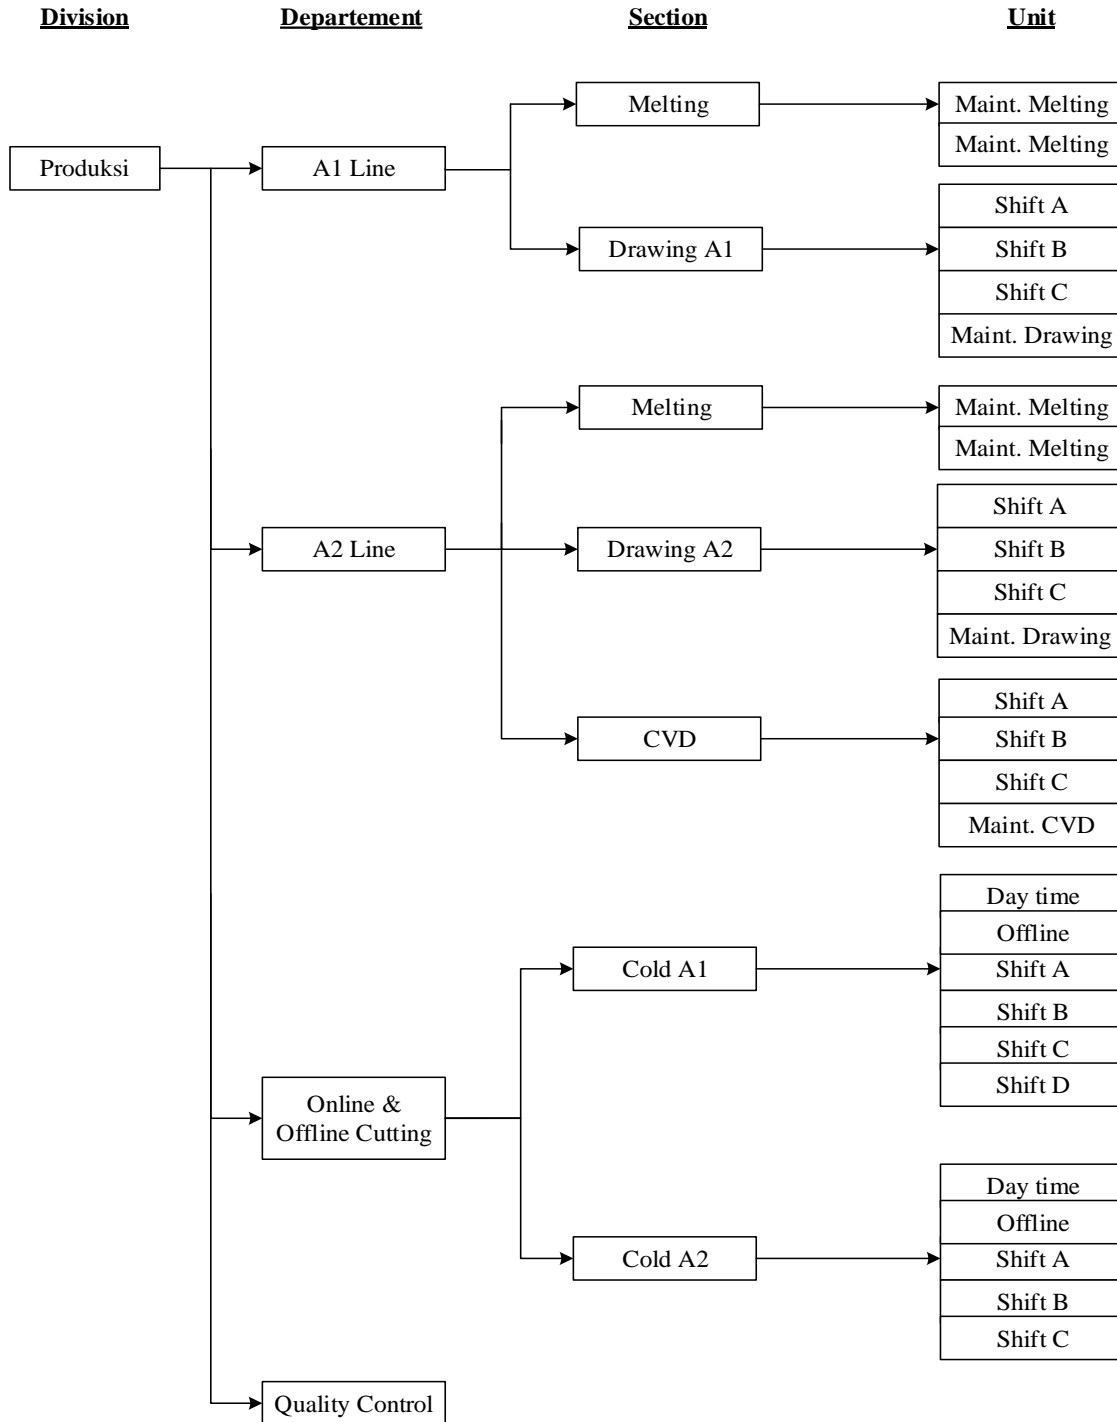 Division
Departement
Section
Unit
Produksi
A1 Line
Melting
Maint. Melting
Maint. Melting
Drawing A1
Shift A
Shift B
Shift C
Maint. Drawing
A2 Line
Melting
Maint. Melting
Maint. Melting
Drawing A2
Shift A
Shift B
Shift C
Maint. Drawing
CVD
Shift A
Shift B
Shift C
Maint. CVD
Online &
Offline Cutting
Cold A1
Day time
Offline
Shift A
Shift B
Shift C
Shift D
Cold A2
Day time
Offline
Shift A
Shift B
Shift C
Quality Control